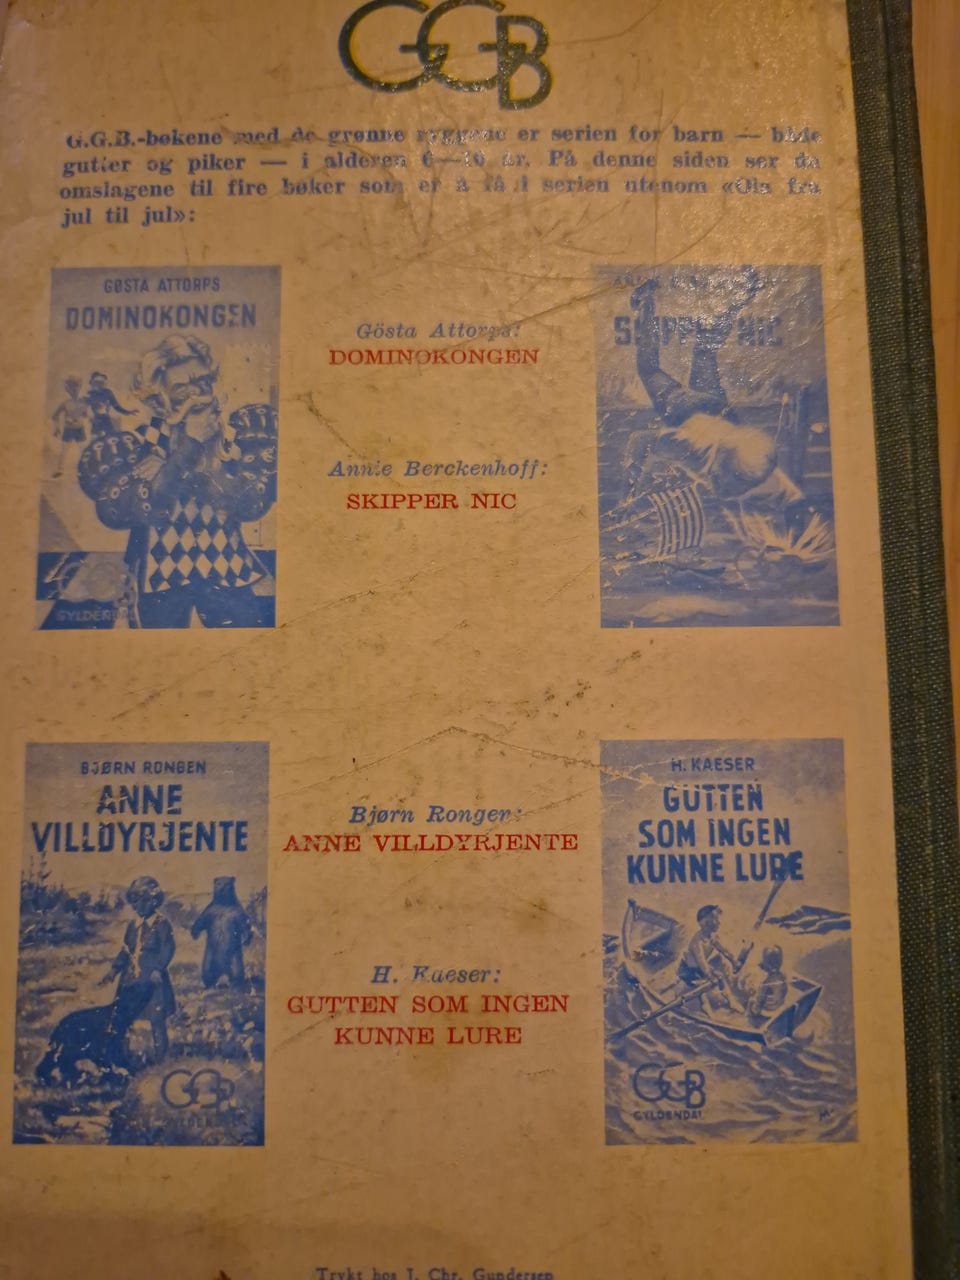 GGB
G.G.B.-bøkene med de grønne ryggene er serien for barn — både
gutter og piker — i alderen 6—10 år. På denne siden ser du
omslagene til fire bøker som er å få i serien utenom «Ola fra
jul til jul»:
GØSTA ATTORPS
DOMINOKONGEN
GYLDENDAL
Gösta Attorps:
DOMINOKONGEN
Annie Berckenhoff:
SKIPPER NIC
SKIPPER NIC
BJØRN RONGEN
ANNE
VILLDYRJENTE
GGB
GYLDENDAL
Bjørn Rongen:
ANNE VILLDYRJENTE
H. Kaeser:
GUTTEN SOM INGEN
KUNNE LURE
H. KAESER
GUTTEN
SOM INGEN
KUNNE LURE
GGB
GYLDENDAL
Trykt hos J. Chr. Gundersen